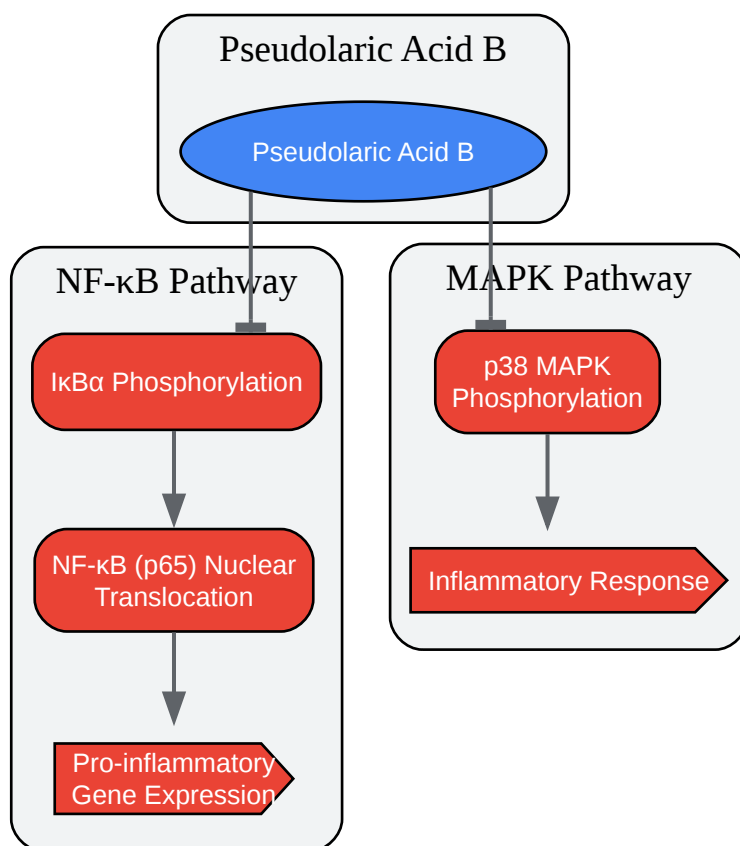 Pseudolaric Acid B
Pseudolaric Acid B
NF-κB Pathway
IκBα Phosphorylation
NF-κB (p65) Nuclear
Translocation
Pro-inflammatory
Gene Expression
MAPK Pathway
p38 MAPK
Phosphorylation
Inflammatory Response